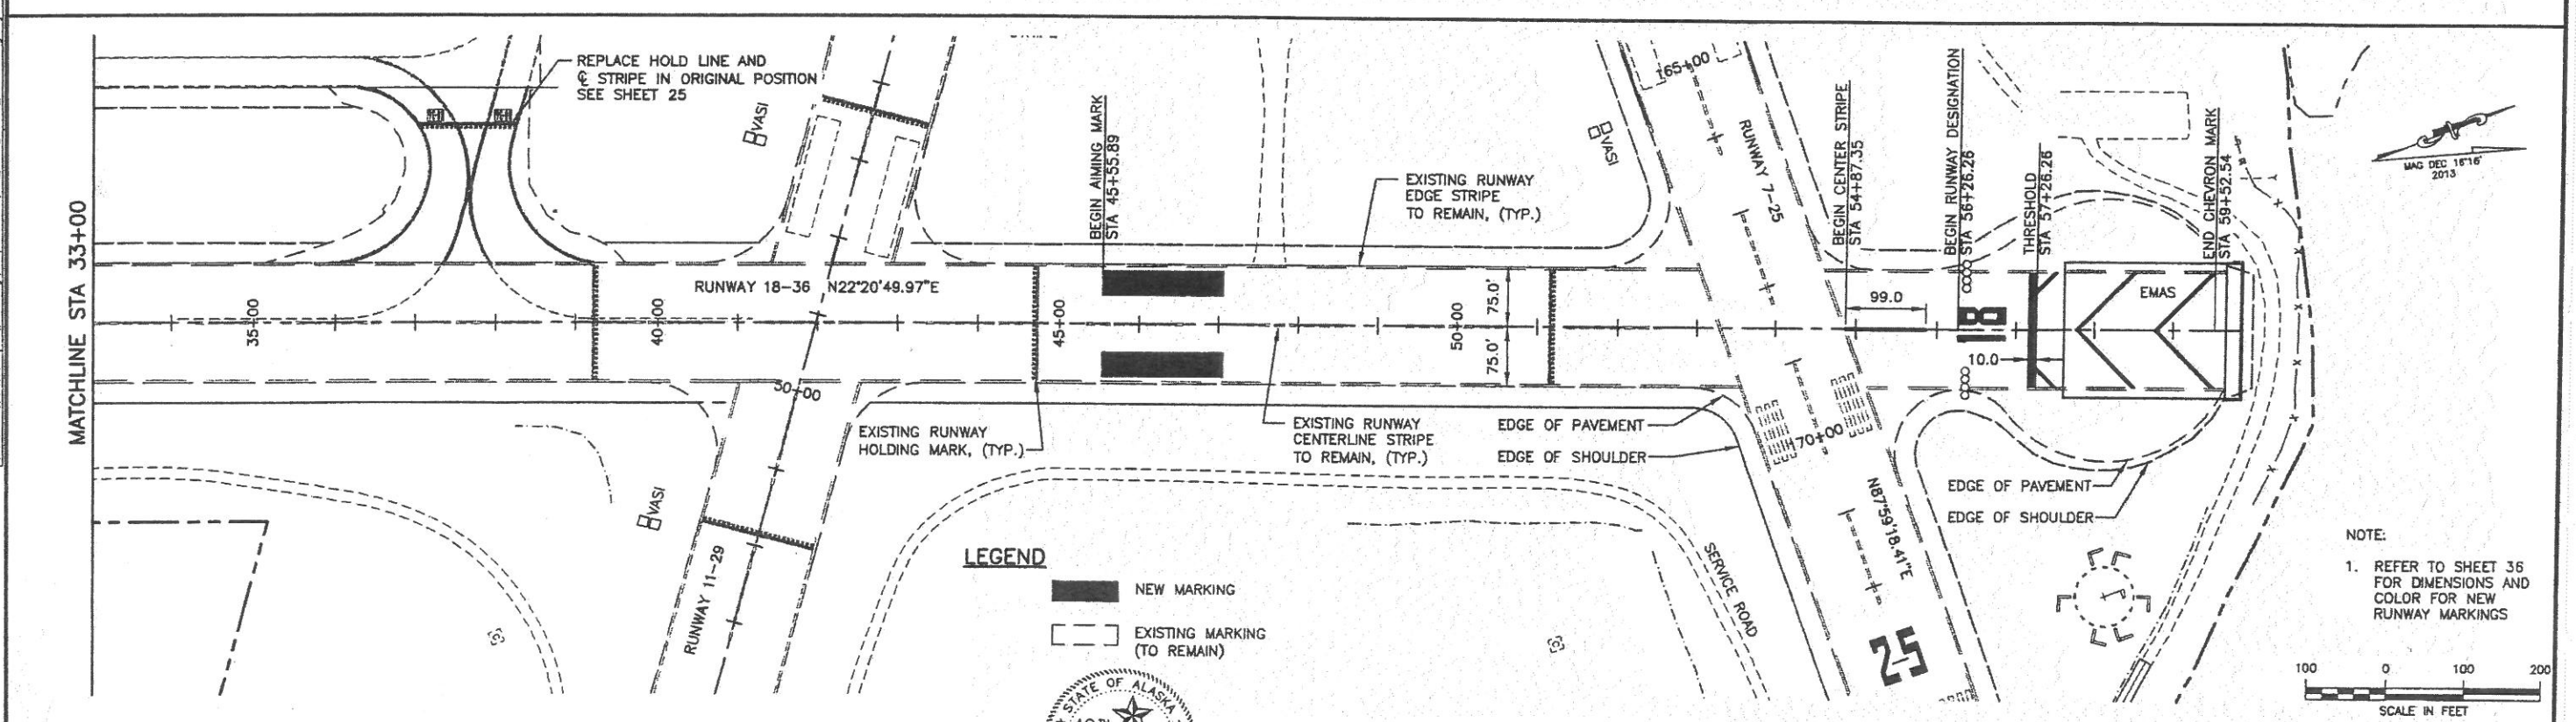 MATCHLINE STA 33+00
REPLACE HOLD LINE AND
℄ STRIPE IN ORIGINAL POSITION
SEE SHEET 25
VASI
BEGIN AIMING MARK
STA 45+55.89
EXISTING RUNWAY
EDGE STRIPE
TO REMAIN, (TYP.)
VASI
165+00
RUNWAY 7-25
BEGIN CENTER STRIPE
STA 54+87.35
BEGIN RUNWAY DESIGNATION
STA 56+26.26
THRESHOLD
STA 57+26.26
END CHEVRON MARK
STA 59+52.54
MAG DEC 16°16'
2013
RUNWAY 18-36 N22°20'49.97"E
35+00
40+00
45+00
50+00
75.0'
75.0'
99.0
18
10.0
EMAS
50+00
EXISTING RUNWAY
HOLDING MARK, (TYP.)
EXISTING RUNWAY
CENTERLINE STRIPE
TO REMAIN, (TYP.)
EDGE OF PAVEMENT
EDGE OF SHOULDER
170+00
N87°59'18.41"E
EDGE OF PAVEMENT
EDGE OF SHOULDER
VASI
RUNWAY 11-29
SERVICE ROAD
25
LEGEND
NEW MARKING
EXISTING MARKING
(TO REMAIN)
STATE OF ALASKA
NOTE:
1. REFER TO SHEET 36
FOR DIMENSIONS AND
COLOR FOR NEW
RUNWAY MARKINGS
100 0 100 200
SCALE IN FEET